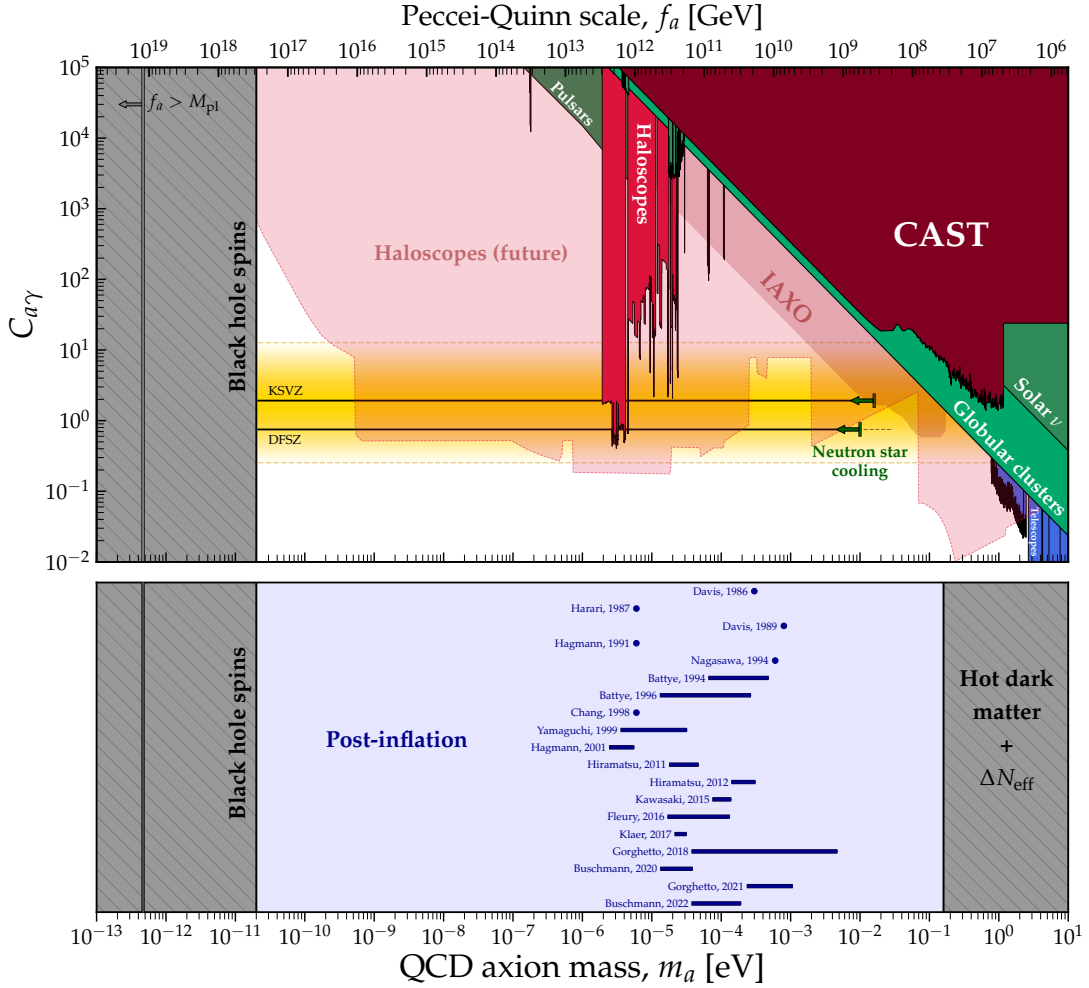 Peccei-Quinn scale, f_a [GeV]
10^19 10^18 10^17 10^16 10^15 10^14 10^13 10^12 10^11 10^10 10^9 10^8 10^7 10^6
10^5
10^4
10^3
10^2
10^1
10^0
10^−1
10^−2
C_aγ
f_a > M_pl
Black hole spins
Haloscopes (future)
Pulsars
Haloscopes
CAST
IAXO
KSVZ
DFSZ
Neutron star
cooling
Globular clusters
Solar ν
Telescopes
Black hole spins
Post-inflation
Davis, 1986
Harari, 1987
Davis, 1989
Hagmann, 1991
Nagasawa, 1994
Battye, 1994
Battye, 1996
Chang, 1998
Yamaguchi, 1999
Hagmann, 2001
Hiramatsu, 2011
Hiramatsu, 2012
Kawasaki, 2015
Fleury, 2016
Klaer, 2017
Gorghetto, 2018
Buschmann, 2020
Gorghetto, 2021
Buschmann, 2022
Hot dark
matter
+
ΔN_eff
10^−13 10^−12 10^−11 10^−10 10^−9 10^−8 10^−7 10^−6 10^−5 10^−4 10^−3 10^−2 10^−1 10^0 10^1
QCD axion mass, m_a [eV]